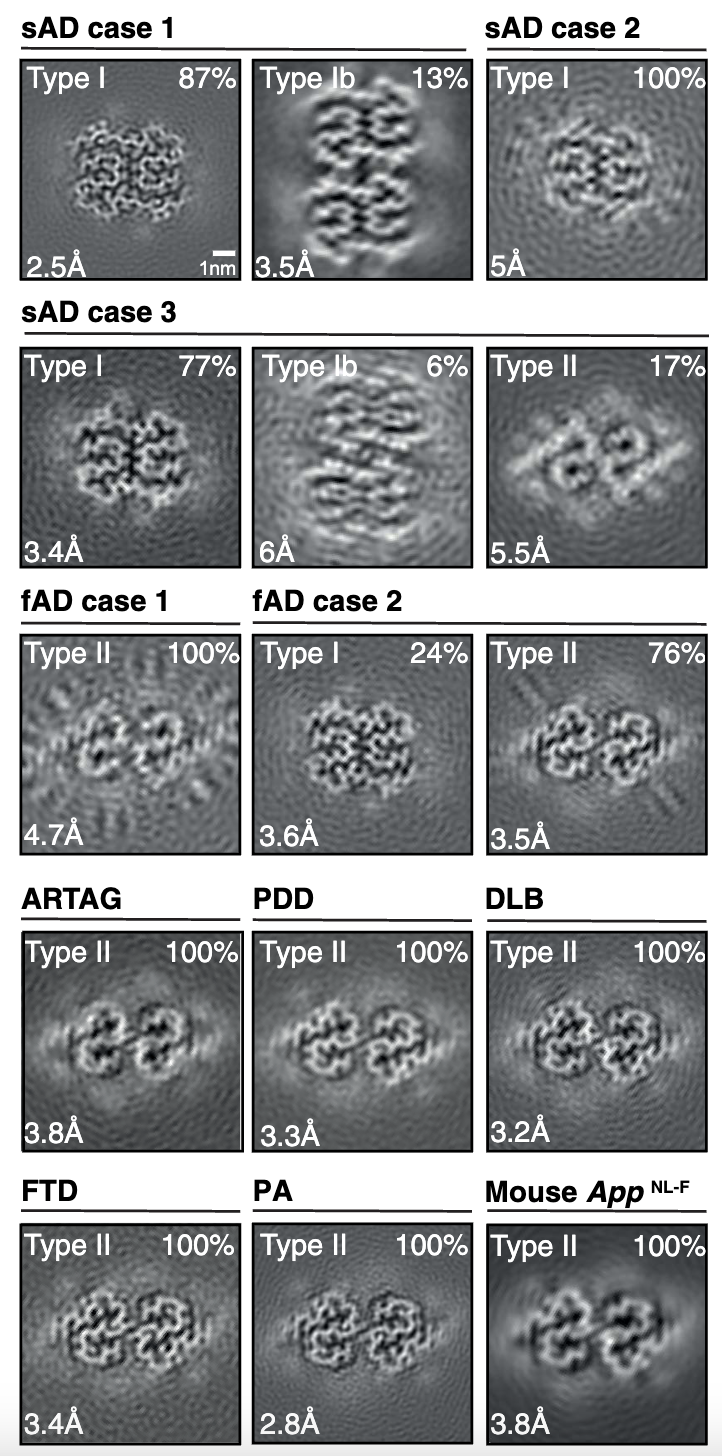 sAD case 1
sAD case 2
Type I 87%
Type Ib 13%
Type I 100%
2.5Å
1nm
3.5Å
5Å
sAD case 3
Type I 77%
Type Ib 6%
Type II 17%
3.4Å
6Å
5.5Å
fAD case 1
fAD case 2
Type II 100%
Type I 24%
Type II 76%
4.7Å
3.6Å
3.5Å
ARTAG
PDD
DLB
Type II 100%
Type II 100%
Type II 100%
3.8Å
3.3Å
3.2Å
FTD
PA
Mouse App NL-F
Type II 100%
Type II 100%
Type II 100%
3.4Å
2.8Å
3.8Å